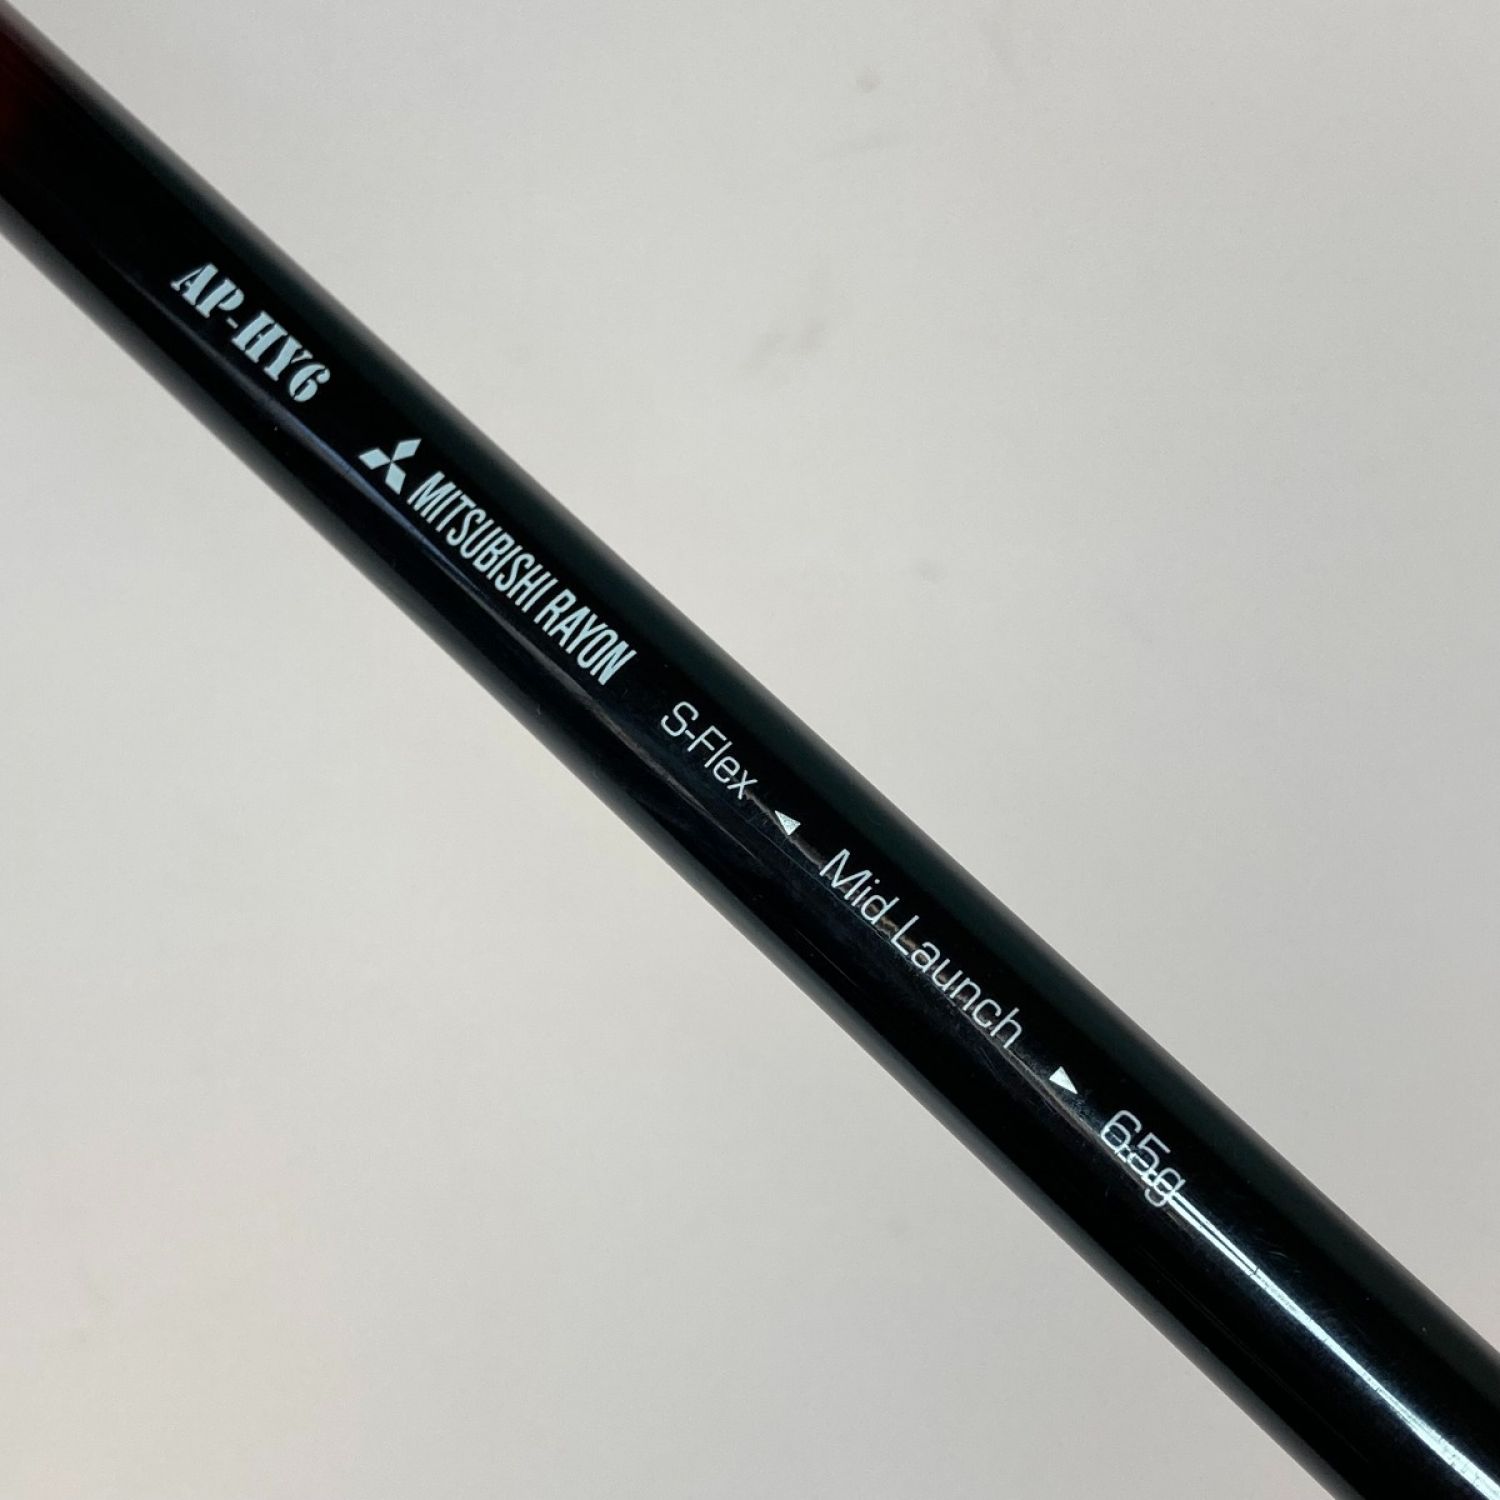 AP-HY6 MITSUBISHI RAYON S-Flex ◀ Mid Launch ▶ 65g